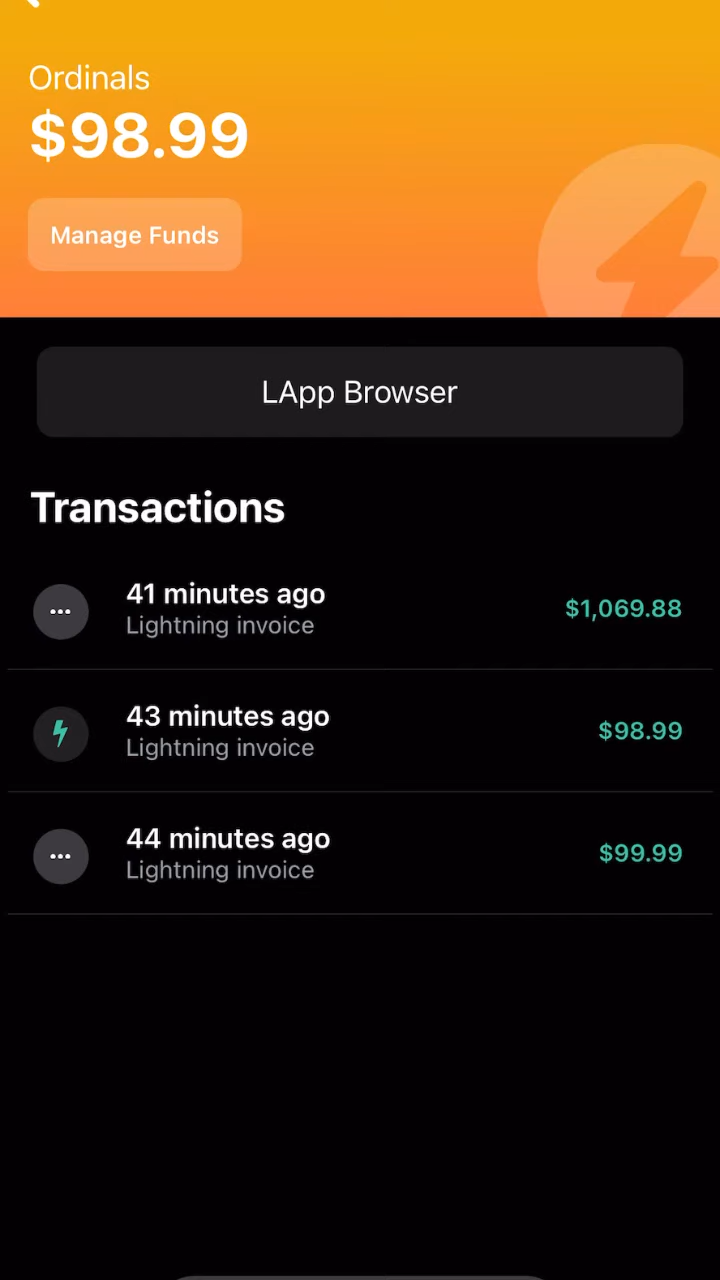 Ordinals
$98.99
Manage Funds
LApp Browser
Transactions
41 minutes ago
Lightning invoice
$1,069.88
43 minutes ago
Lightning invoice
$98.99
44 minutes ago
Lightning invoice
$99.99